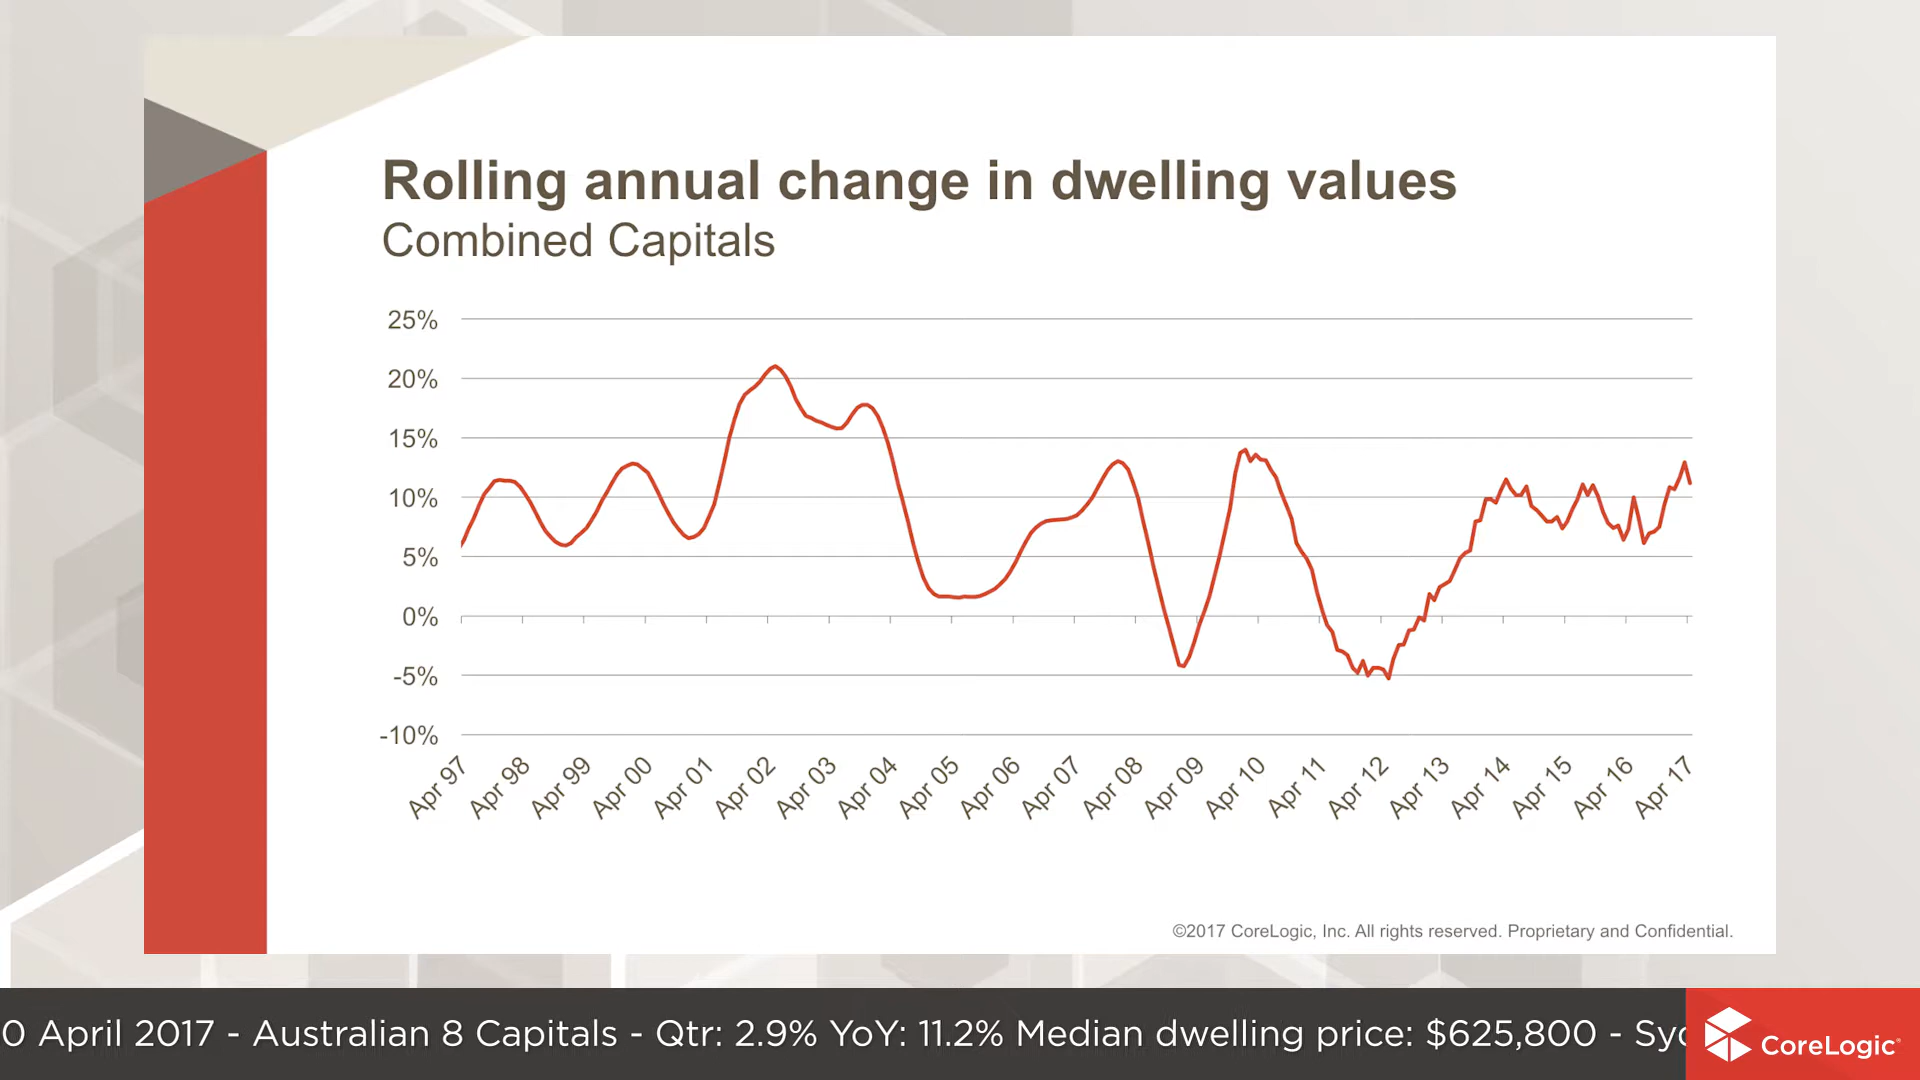 Rolling annual change in dwelling values
Combined Capitals
25%
20%
15%
10%
5%
0%
-5%
-10%
Apr 97
Apr 98
Apr 99
Apr 00
Apr 01
Apr 02
Apr 03
Apr 04
Apr 05
Apr 06
Apr 07
Apr 08
Apr 09
Apr 10
Apr 11
Apr 12
Apr 13
Apr 14
Apr 15
Apr 16
Apr 17
©2017 CoreLogic, Inc. All rights reserved. Proprietary and Confidential.
0 April 2017 - Australian 8 Capitals - Qtr: 2.9% YoY: 11.2% Median dwelling price: $625,800 - Syd
CoreLogic